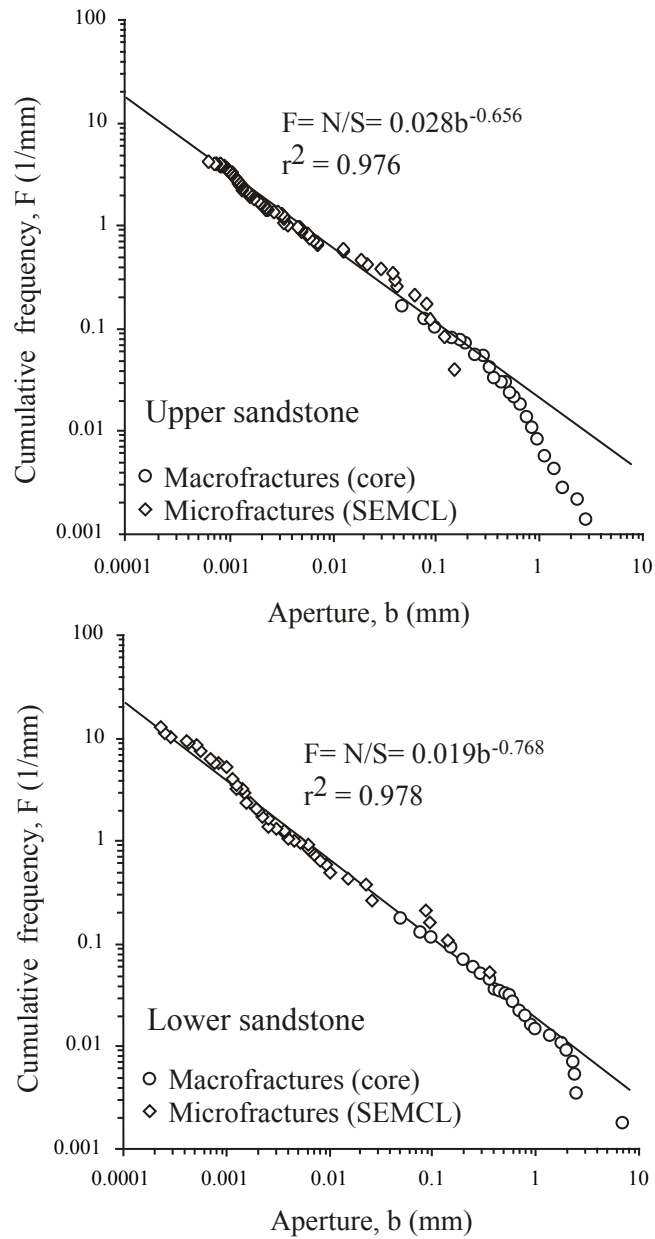 100
10
1
0.1
0.01
0.001
Cumulative frequency, F (1/mm)
F= N/S= 0.028b-0.656
r2 = 0.976
Upper sandstone
Macrofractures (core)
Microfractures (SEMCL)
0.0001 0.001 0.01 0.1 1 10
Aperture, b (mm)
100
10
1
0.1
0.01
0.001
Cumulative frequency, F (1/mm)
F= N/S= 0.019b-0.768
r2 = 0.978
Lower sandstone
Macrofractures (core)
Microfractures (SEMCL)
0.0001 0.001 0.01 0.1 1 10
Aperture, b (mm)